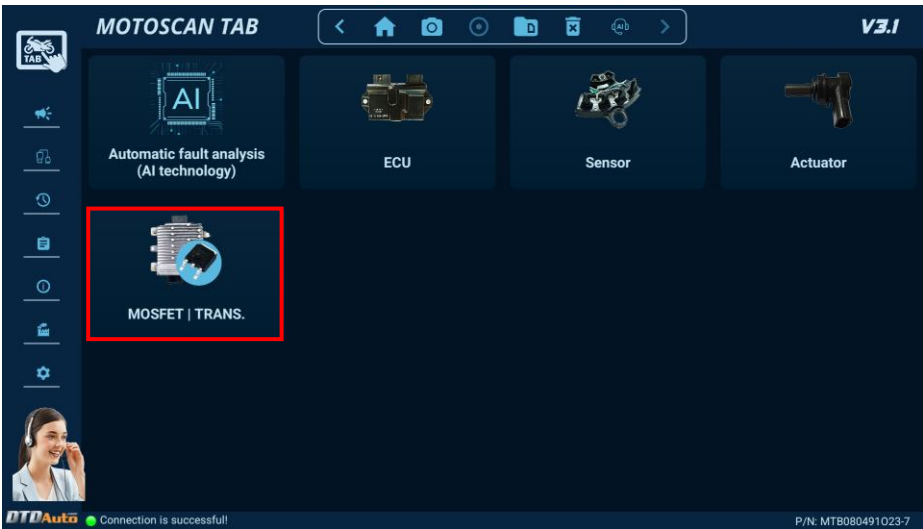 MOTOSCAN TAB
V3.1
TAB
AI
Automatic fault analysis
(AI technology)
ECU
Sensor
Actuator
MOSFET | TRANS.
DTDAuto
Connection is successful!
P/N: MTB080491O23-7